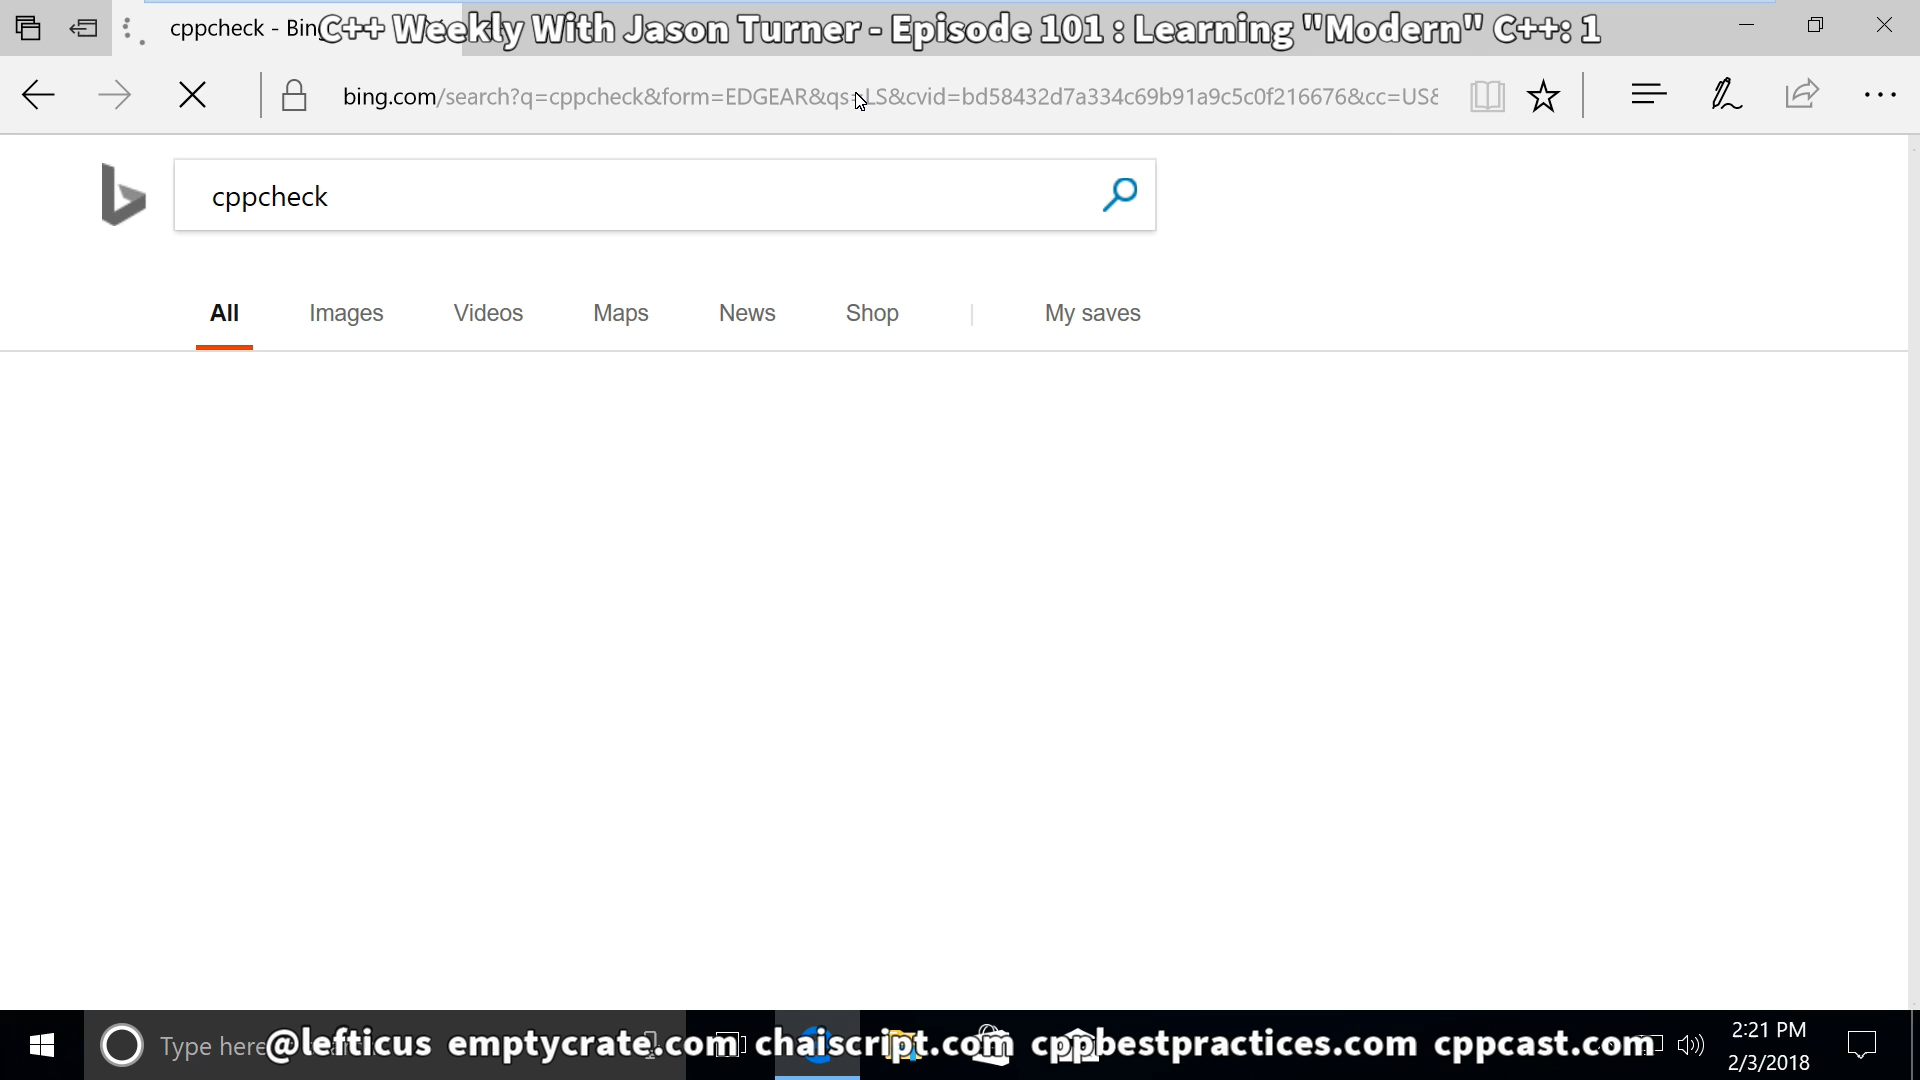 cppcheck - Bing
C++ Weekly With Jason Turner - Episode 101 : Learning "Modern" C++: 1
bing.com/search?q=cppcheck&form=EDGEAR&qs=LS&cvid=bd58432d7a334c69b91a9c5c0f216676&cc=US&
cppcheck
All Images Videos Maps News Shop | My saves
Type here
@lefticus emptycrate.com chaiscript.com cppbestpractices.com cppcast.com
2:21 PM
2/3/2018